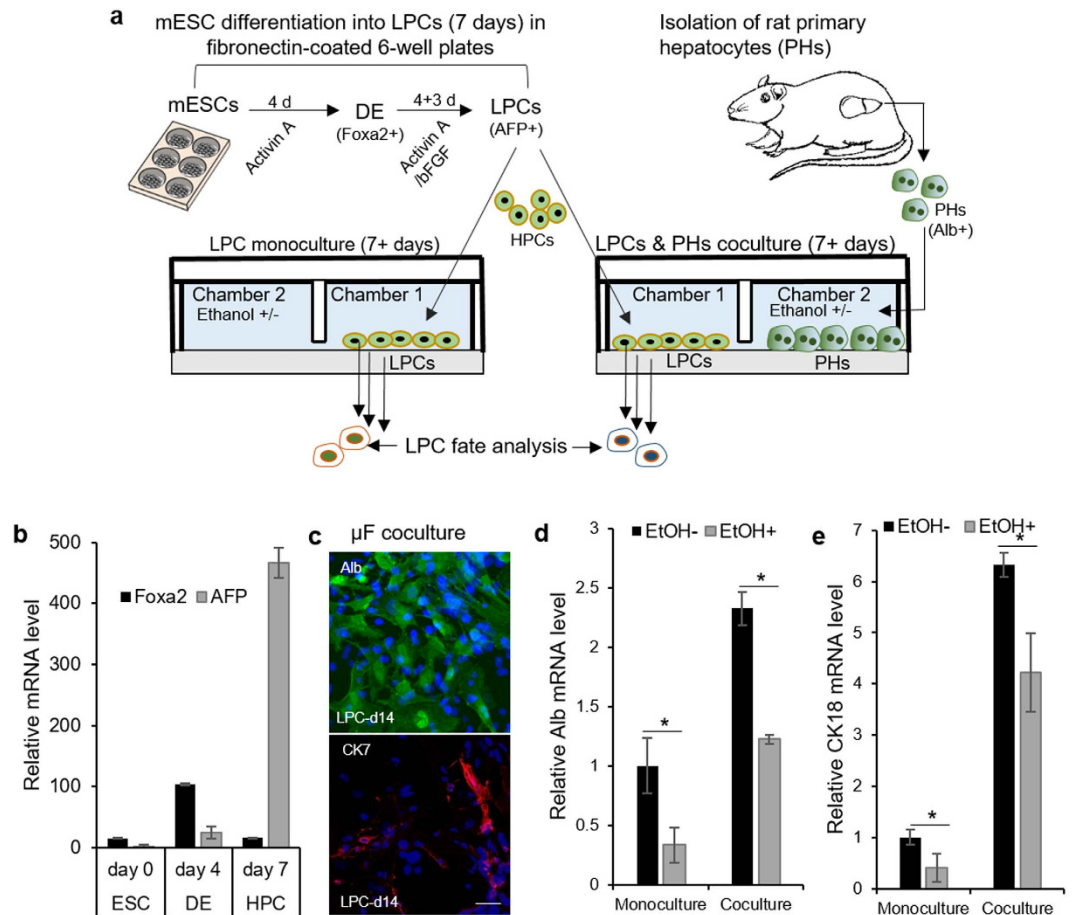 a
mESC differentiation into LPCs (7 days) in
fibronectin-coated 6-well plates
Isolation of rat primary
hepatocytes (PHs)
mESCs
4 d
Activin A
DE
(Foxa2+)
4+3 d
Activin A
/bFGF
LPCs
(AFP+)
HPCs
PHs
(Alb+)
LPC monoculture (7+ days)
LPCs & PHs coculture (7+ days)
Chamber 2
Ethanol +/-
Chamber 1
LPCs
Chamber 1
Chamber 2
Ethanol +/-
LPCs
PHs
LPC fate analysis
b
Relative mRNA level
500
400
300
200
100
0
Foxa2 AFP
day 0 day 4 day 7
ESC DE HPC
c
µF coculture
Alb
LPC-d14
CK7
LPC-d14
d
Relative Alb mRNA level
3
2.5
2
1.5
1
0.5
0
EtOH- EtOH+
*
*
Monoculture Coculture
e
Relative CK18 mRNA level
7
6
5
4
3
2
1
0
EtOH- EtOH+
*
*
Monoculture Coculture